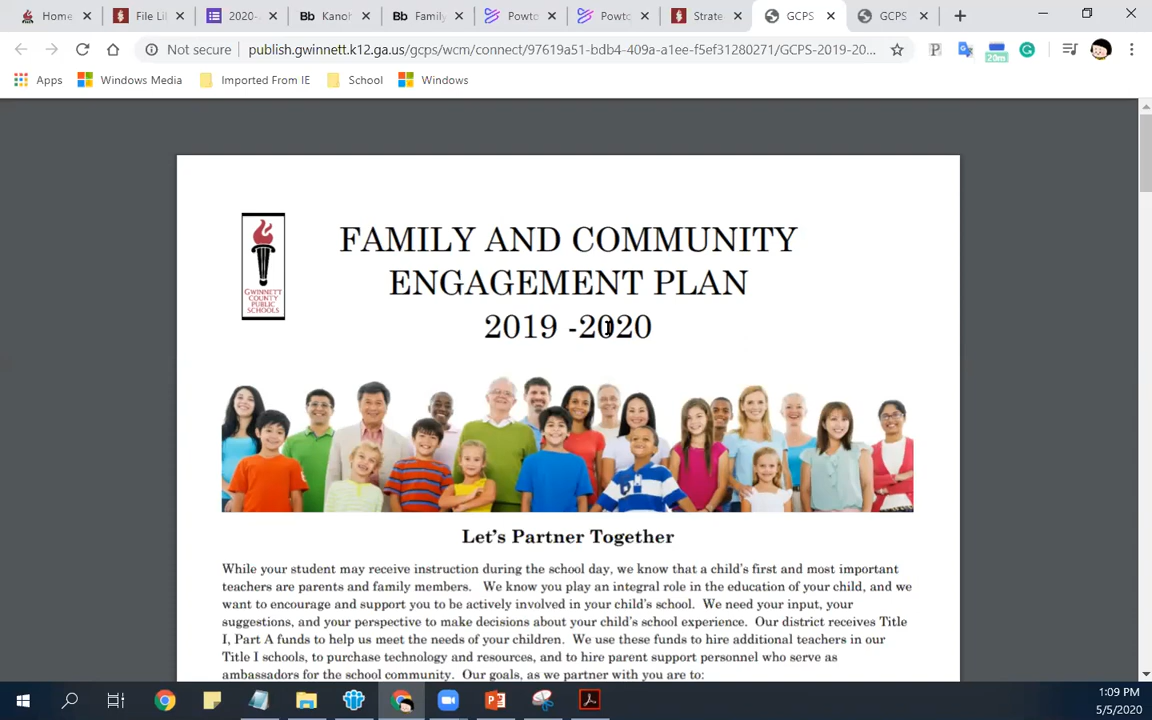 Home
File Li
2020-
Kanoh
Family
Powto
Powto
Strate
GCPS
GCPS
Not secure
publish.gwinnett.k12.ga.us/gcps/wcm/connect/97619a51-bdb4-409a-a1ee-f5ef31280271/GCPS-2019-20...
20m
Apps
Windows Media
Imported From IE
School
Windows
GWINNETT
COUNTY
PUBLIC
SCHOOLS
FAMILY AND COMMUNITY
ENGAGEMENT PLAN
2019 -2020
Let's Partner Together
While your student may receive instruction during the school day, we know that a child's first and most important
teachers are parents and family members. We know you play an integral role in the education of your child, and we
want to encourage and support you to be actively involved in your child's school. We need your input, your
suggestions, and your perspective to make decisions about your child's school experience. Our district receives Title
I, Part A funds to help us meet the needs of your children. We use these funds to hire additional teachers in our
Title I schools, to purchase technology and resources, and to hire parent support personnel who serve as
ambassadors for the school community. Our goals, as we partner with you are to:
1:09 PM
5/5/2020